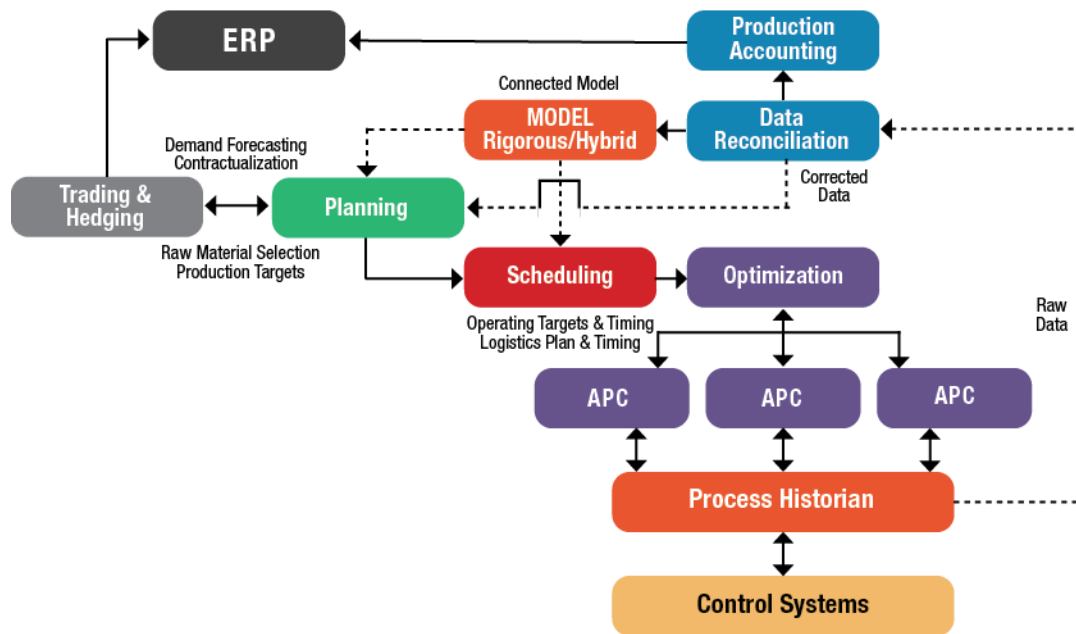 ERP
Production
Accounting
Connected Model
MODEL
Rigorous/Hybrid
Data
Reconciliation
Demand Forecasting
Contractualization
Corrected
Data
Trading &
Hedging
Planning
Raw Material Selection
Production Targets
Scheduling
Optimization
Operating Targets & Timing
Logistics Plan & Timing
Raw
Data
APC
APC
APC
Process Historian
Control Systems